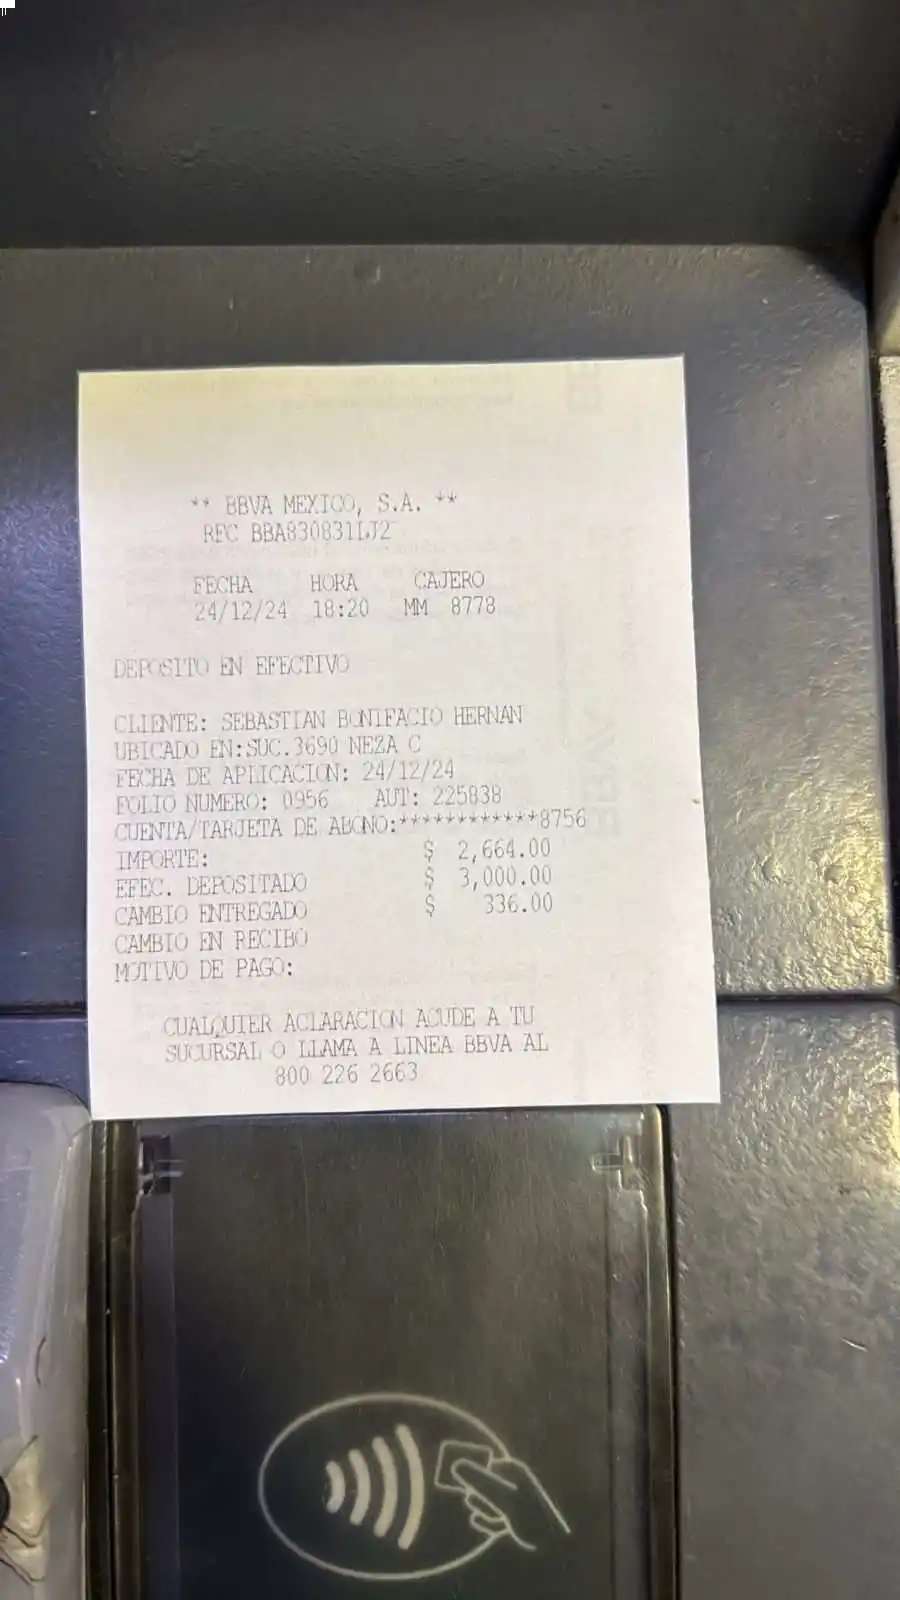 ** BBVA MEXICO, S.A. **
RFC BBA830831LJ2
FECHA HORA CAJERO
24/12/24 18:20 MM 8778
DEPOSITO EN EFECTIVO
CLIENTE: SEBASTIAN BONIFACIO HERNAN
UBICADO EN:SUC.3690 NEZA C
FECHA DE APLICACION: 24/12/24
FOLIO NUMERO: 0956 AUT: 225838
CUENTA/TARJETA DE ABONO:************8756
IMPORTE: $ 2,664.00
EFEC. DEPOSITADO $ 3,000.00
CAMBIO ENTREGADO $ 336.00
CAMBIO EN RECIBO
MOTIVO DE PAGO:
CUALQUIER ACLARACION ACUDE A TU
SUCURSAL O LLAMA A LINEA BBVA AL
800 226 2663